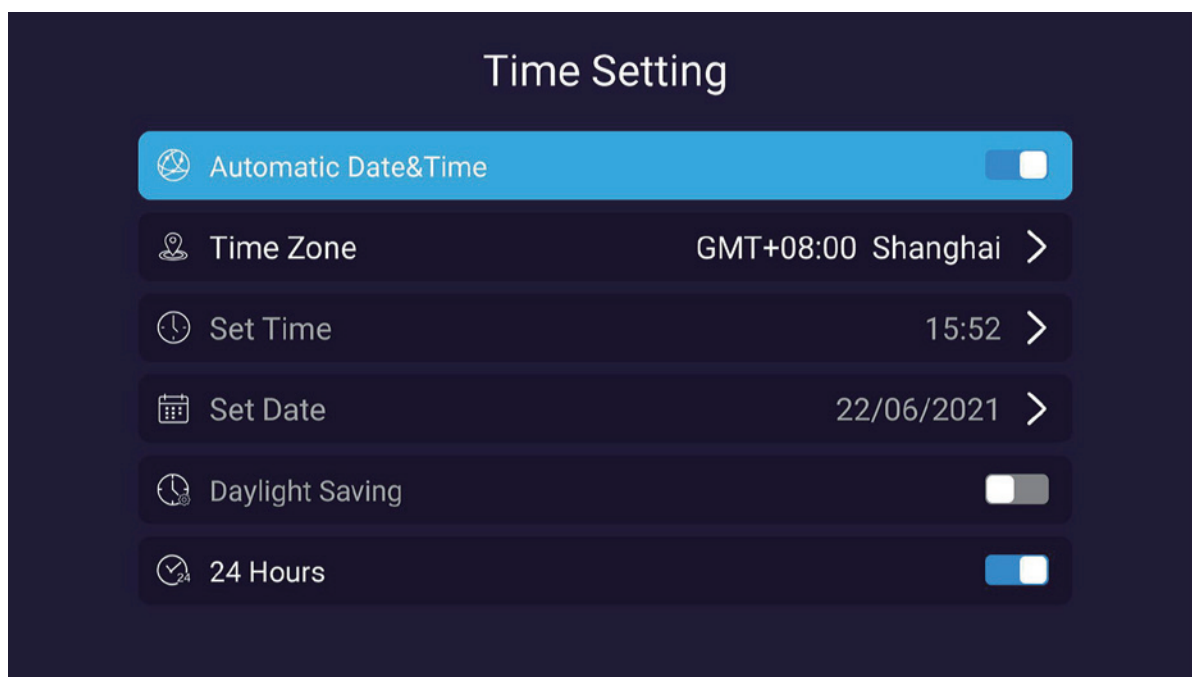 Time Setting
Automatic Date&Time
Time Zone GMT+08:00 Shanghai
Set Time 15:52
Set Date 22/06/2021
Daylight Saving
24 Hours
24